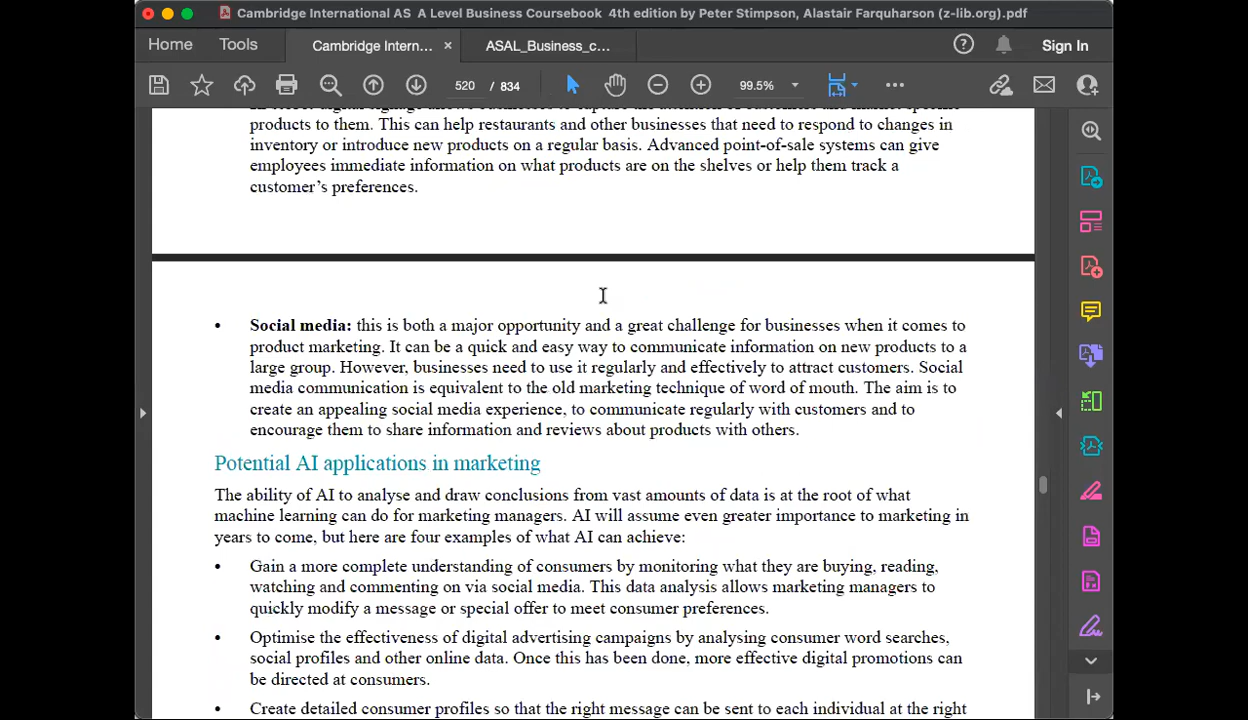 Cambridge International AS A Level Business Coursebook 4th edition by Peter Stimpson, Alastair Farquharson (z-lib.org).pdf
Home Tools Cambridge Intern... × ASAL_Business_c... ? Sign In
520 / 834 99.5%
products to them. This can help restaurants and other businesses that need to respond to changes in
inventory or introduce new products on a regular basis. Advanced point-of-sale systems can give
employees immediate information on what products are on the shelves or help them track a
customer’s preferences.
• Social media: this is both a major opportunity and a great challenge for businesses when it comes to
product marketing. It can be a quick and easy way to communicate information on new products to a
large group. However, businesses need to use it regularly and effectively to attract customers. Social
media communication is equivalent to the old marketing technique of word of mouth. The aim is to
create an appealing social media experience, to communicate regularly with customers and to
encourage them to share information and reviews about products with others.
Potential AI applications in marketing
The ability of AI to analyse and draw conclusions from vast amounts of data is at the root of what
machine learning can do for marketing managers. AI will assume even greater importance to marketing in
years to come, but here are four examples of what AI can achieve:
• Gain a more complete understanding of consumers by monitoring what they are buying, reading,
watching and commenting on via social media. This data analysis allows marketing managers to
quickly modify a message or special offer to meet consumer preferences.
• Optimise the effectiveness of digital advertising campaigns by analysing consumer word searches,
social profiles and other online data. Once this has been done, more effective digital promotions can
be directed at consumers.
• Create detailed consumer profiles so that the right message can be sent to each individual at the right